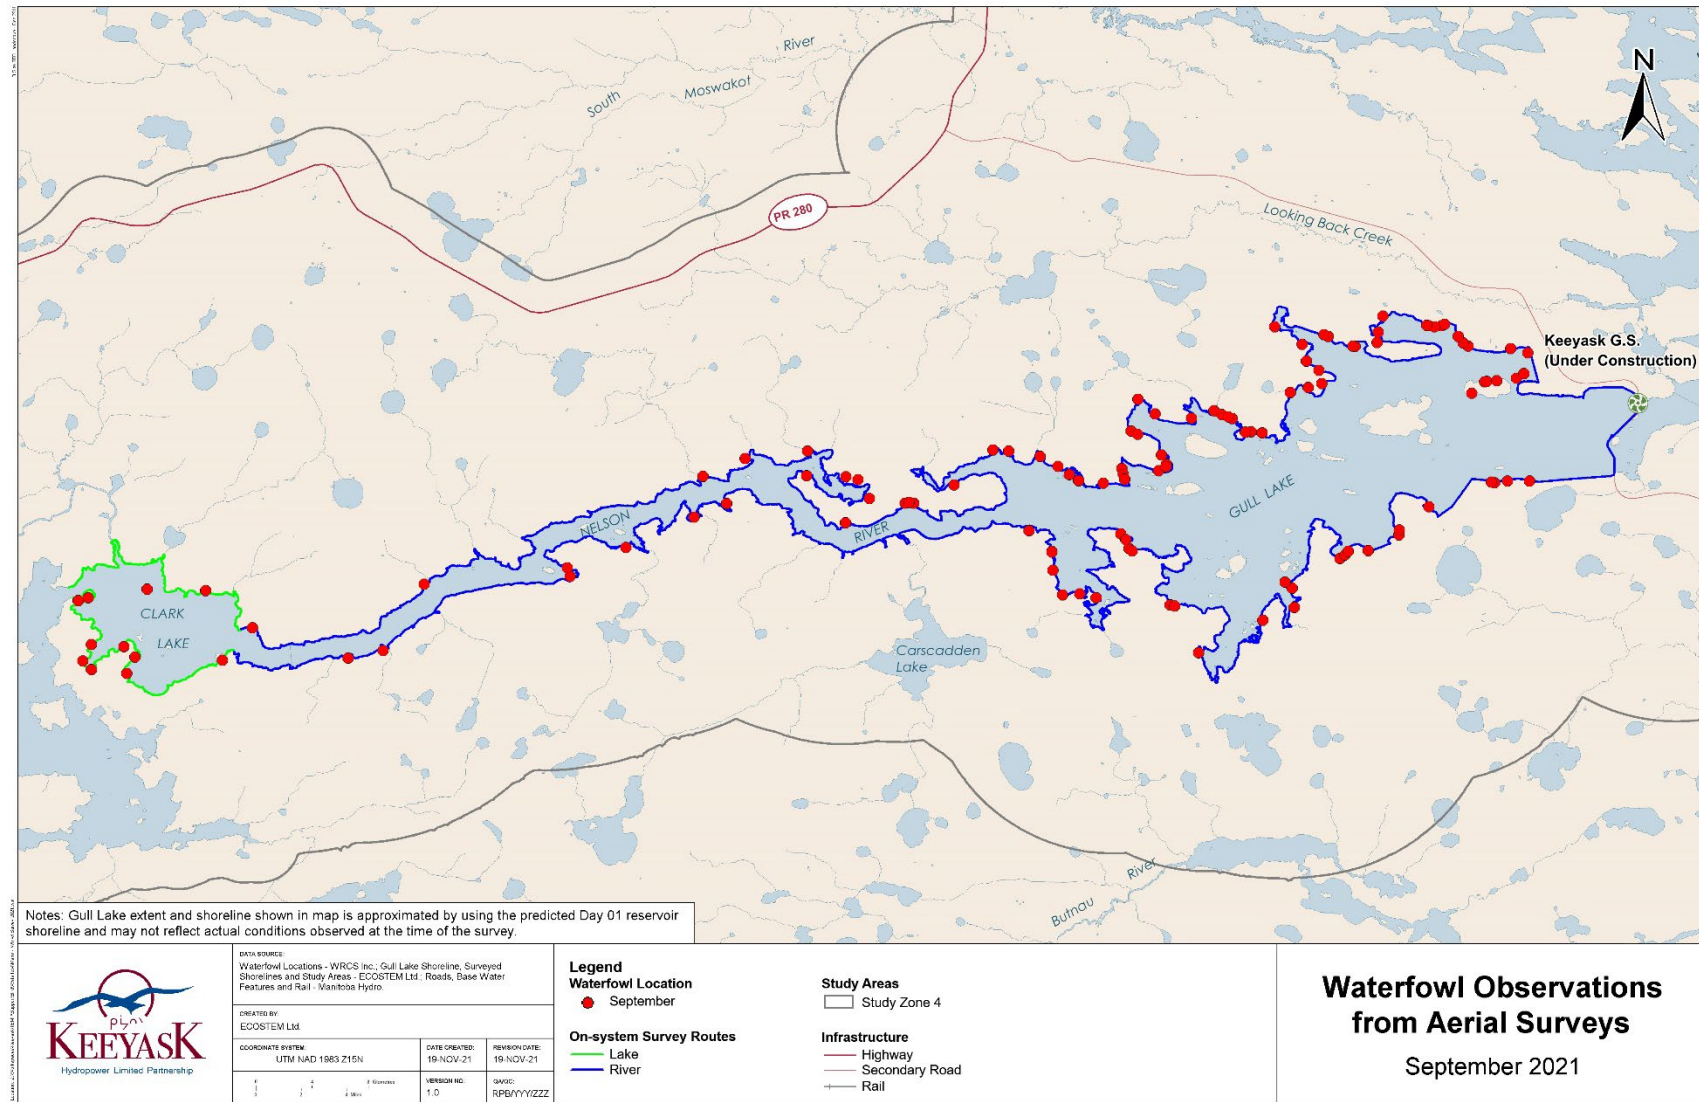 South
Moswakot
River
N
PR 280
Looking Back Creek
Keeyask G.S.
(Under Construction)
GULL LAKE
NELSON
RIVER
CLARK
LAKE
Carscadden
Lake
Butnau
River
Notes: Gull Lake extent and shoreline shown in map is approximated by using the predicted Day 01 reservoir
shoreline and may not reflect actual conditions observed at the time of the survey.
KEEYASK
Hydropower Limited Partnership
DATA SOURCE:
Waterfowl Locations - WRCS Inc.; Gull Lake Shoreline, Surveyed
Shorelines and Study Areas - ECOSTEM Ltd.; Roads, Base Water
Features and Rail - Manitoba Hydro.
CREATED BY:
ECOSTEM Ltd.
COORDINATE SYSTEM:
UTM NAD 1983 Z15N
DATE CREATED:
19-NOV-21
REVISION DATE:
19-NOV-21
VERSION NO:
1.0
QA/QC:
RPB/YYY/ZZZ
Legend
Waterfowl Location
September
On-system Survey Routes
Lake
River
Study Areas
Study Zone 4
Infrastructure
Highway
Secondary Road
Rail
Waterfowl Observations
from Aerial Surveys
September 2021